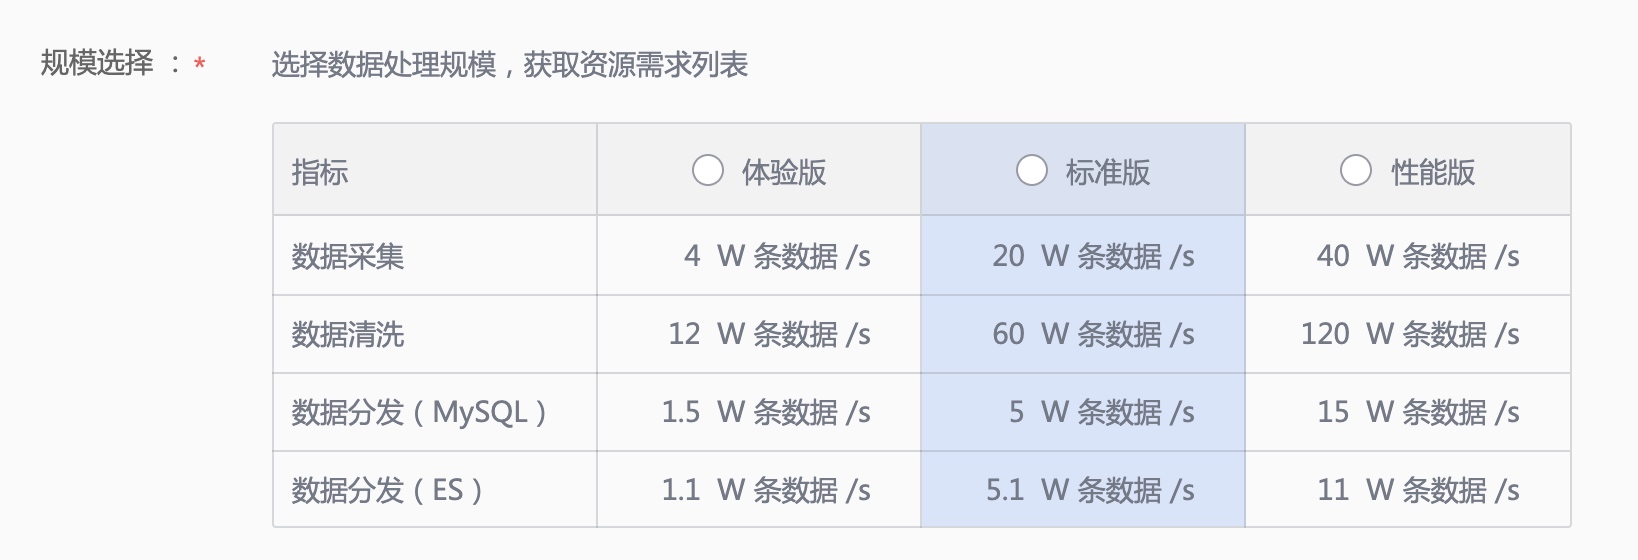 规模选择 ：* 选择数据处理规模，获取资源需求列表
指标 体验版 标准版 性能版
数据采集 4 W 条数据 /s 20 W 条数据 /s 40 W 条数据 /s
数据清洗 12 W 条数据 /s 60 W 条数据 /s 120 W 条数据 /s
数据分发（MySQL） 1.5 W 条数据 /s 5 W 条数据 /s 15 W 条数据 /s
数据分发（ES） 1.1 W 条数据 /s 5.1 W 条数据 /s 11 W 条数据 /s